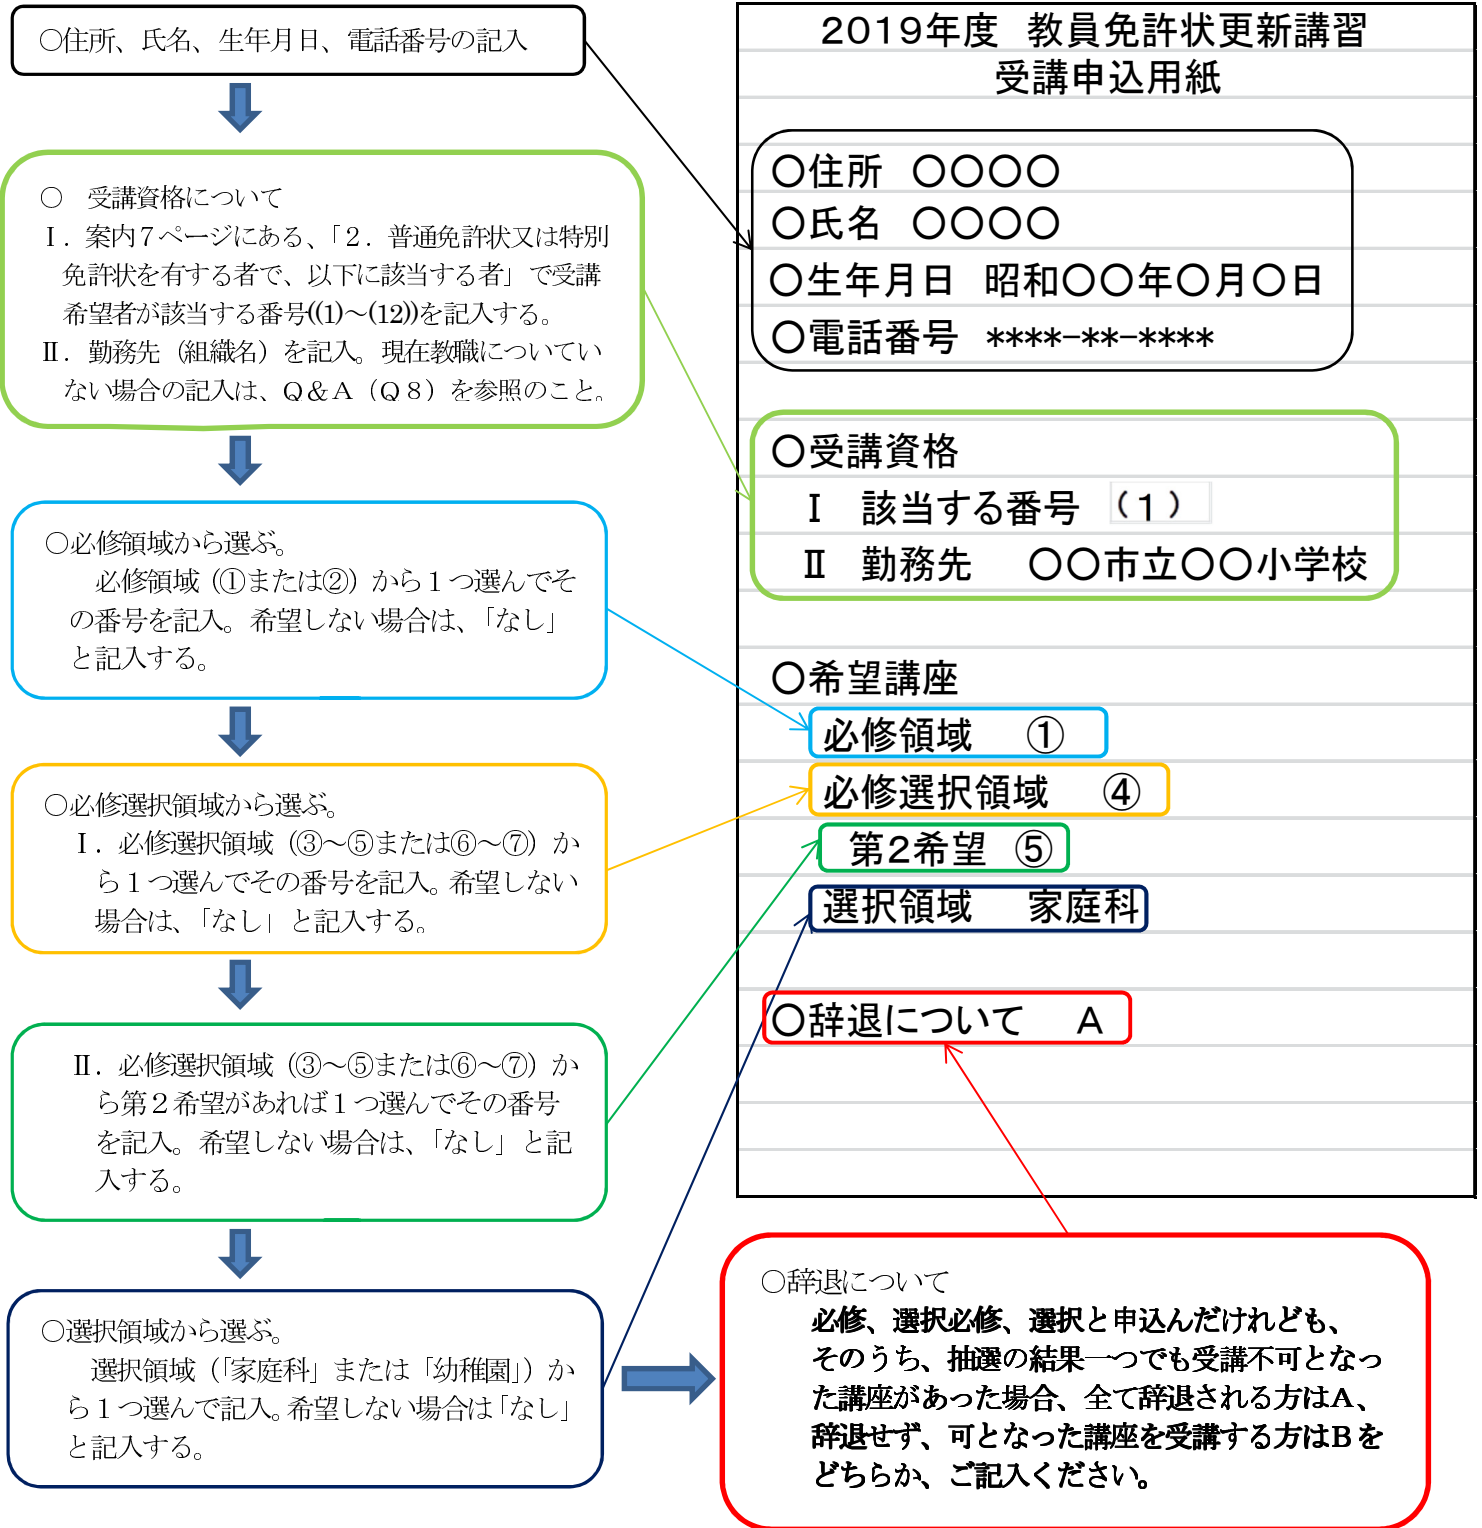 ○住所、氏名、生年月日、電話番号の記入
○　受講資格について
Ⅰ．案内７ページにある、「２．普通免許状又は特別
免許状を有する者で、以下に該当する者」で受講
希望者が該当する番号((1)～(12))を記入する。
Ⅱ．勤務先（組織名）を記入。現在教職についてい
ない場合の記入は、Ｑ＆Ａ（Ｑ８）を参照のこと。
○必修領域から選ぶ。
必修領域（①または②）から１つ選んでそ
の番号を記入。希望しない場合は、「なし」
と記入する。
○必修選択領域から選ぶ。
Ⅰ．必修選択領域（③～⑤または⑥～⑦）か
ら１つ選んでその番号を記入。希望しない
場合は、「なし」と記入する。
Ⅱ．必修選択領域（③～⑤または⑥～⑦）か
ら第２希望があれば１つ選んでその番号
を記入。希望しない場合は、「なし」と記
入する。
○選択領域から選ぶ。
選択領域（「家庭科」または「幼稚園」）か
ら１つ選んで記入。希望しない場合は「なし」
と記入する。
2019年度　教員免許状更新講習
受講申込用紙
○住所　○○○○
○氏名　○○○○
○生年月日　昭和○○年○月○日
○電話番号　****-**-****
○受講資格
Ⅰ　該当する番号　（１）
Ⅱ　勤務先　○○市立○○小学校
○希望講座
必修領域　①
必修選択領域　④
第2希望　⑤
選択領域　家庭科
○辞退について　A
○辞退について
必修、選択必修、選択と申込んだけれども、
そのうち、抽選の結果一つでも受講不可となっ
た講座があった場合、全て辞退される方はA、
辞退せず、可となった講座を受講する方はBを
どちらか、ご記入ください。